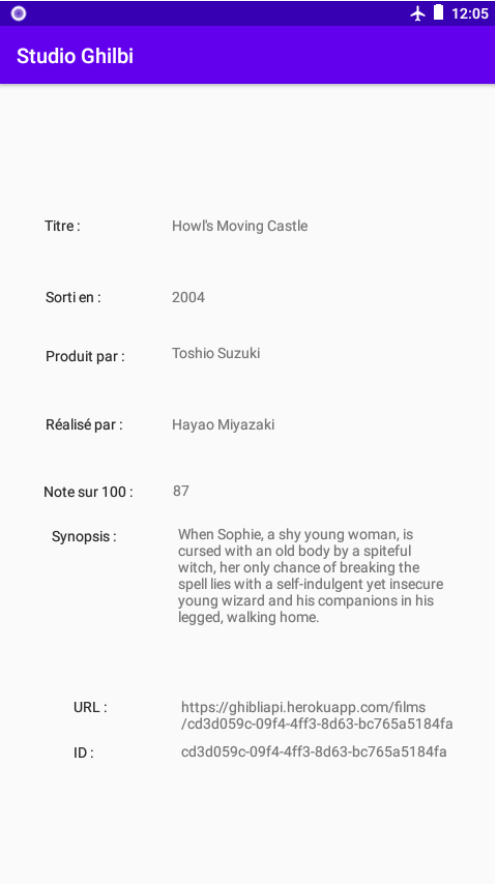 12:05
Studio Ghilbi
Titre : Howl's Moving Castle
Sorti en : 2004
Produit par : Toshio Suzuki
Réalisé par : Hayao Miyazaki
Note sur 100 : 87
Synopsis : When Sophie, a shy young woman, is
cursed with an old body by a spiteful
witch, her only chance of breaking the
spell lies with a self-indulgent yet insecure
young wizard and his companions in his
legged, walking home.
URL : https://ghibliapi.herokuapp.com/films
/cd3d059c-09f4-4ff3-8d63-bc765a5184fa
ID : cd3d059c-09f4-4ff3-8d63-bc765a5184fa